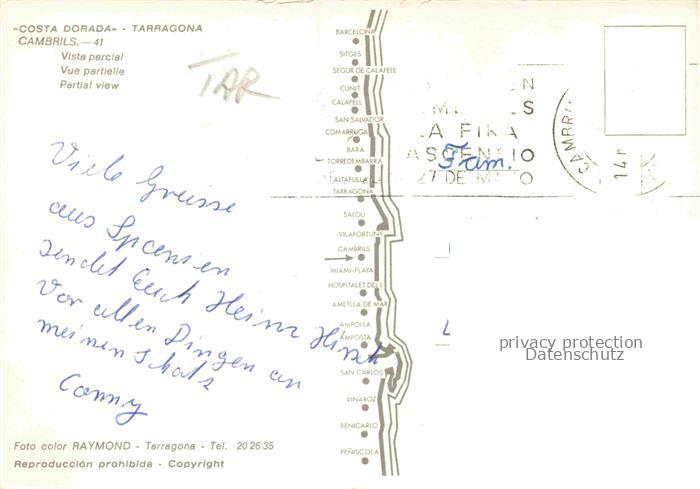 «COSTA DORADA» - TARRAGONA
CAMBRILS.—41
Vista parcial
Vue partielle
Partial view
TAR
Viele Grüsse
aus Spanien
sendet Euch Heinz Hirsch
Vor allen Dingen an
meinen Schatz
Conny
Foto color RAYMOND - Tarragona - Tel. 20 26 35
Reproducción prohibida - Copyright
BARCELONA
SITGES
SEGUR DE CALAFELL
CUNIT
CALAFELL
SAN SALVADOR
COMARRUGA
BARA
TORREDEMBARRA
ALTAFULLA
TARRAGONA
SALOU
VILAFORTUNY
CAMBRILS
MIAMI-PLAYA
HOSPITALET DEL I.
AMETLLA DE MAR
AMPOLLA
AMPOSTA
SAN CARLOS
VINAROZ
BENICARLO
PEÑISCOLA
LA FIRA
27 DE
CAMBR
14
Fam.
privacy protection
Datenschutz